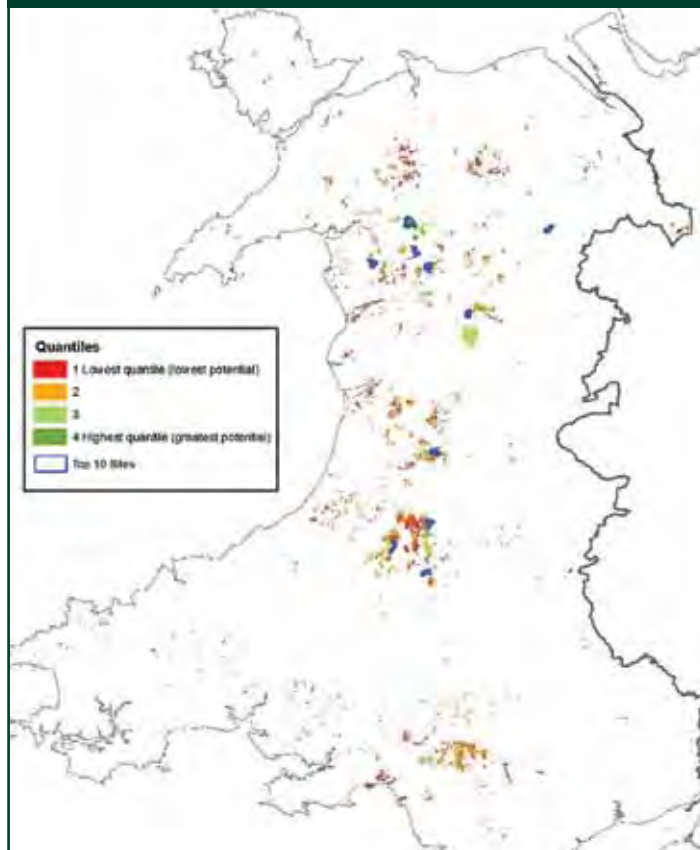 Quantiles
1 Lowest quantile (lowest potential)
2
3
4 Highest quantile (greatest potential)
Top 10 Sites